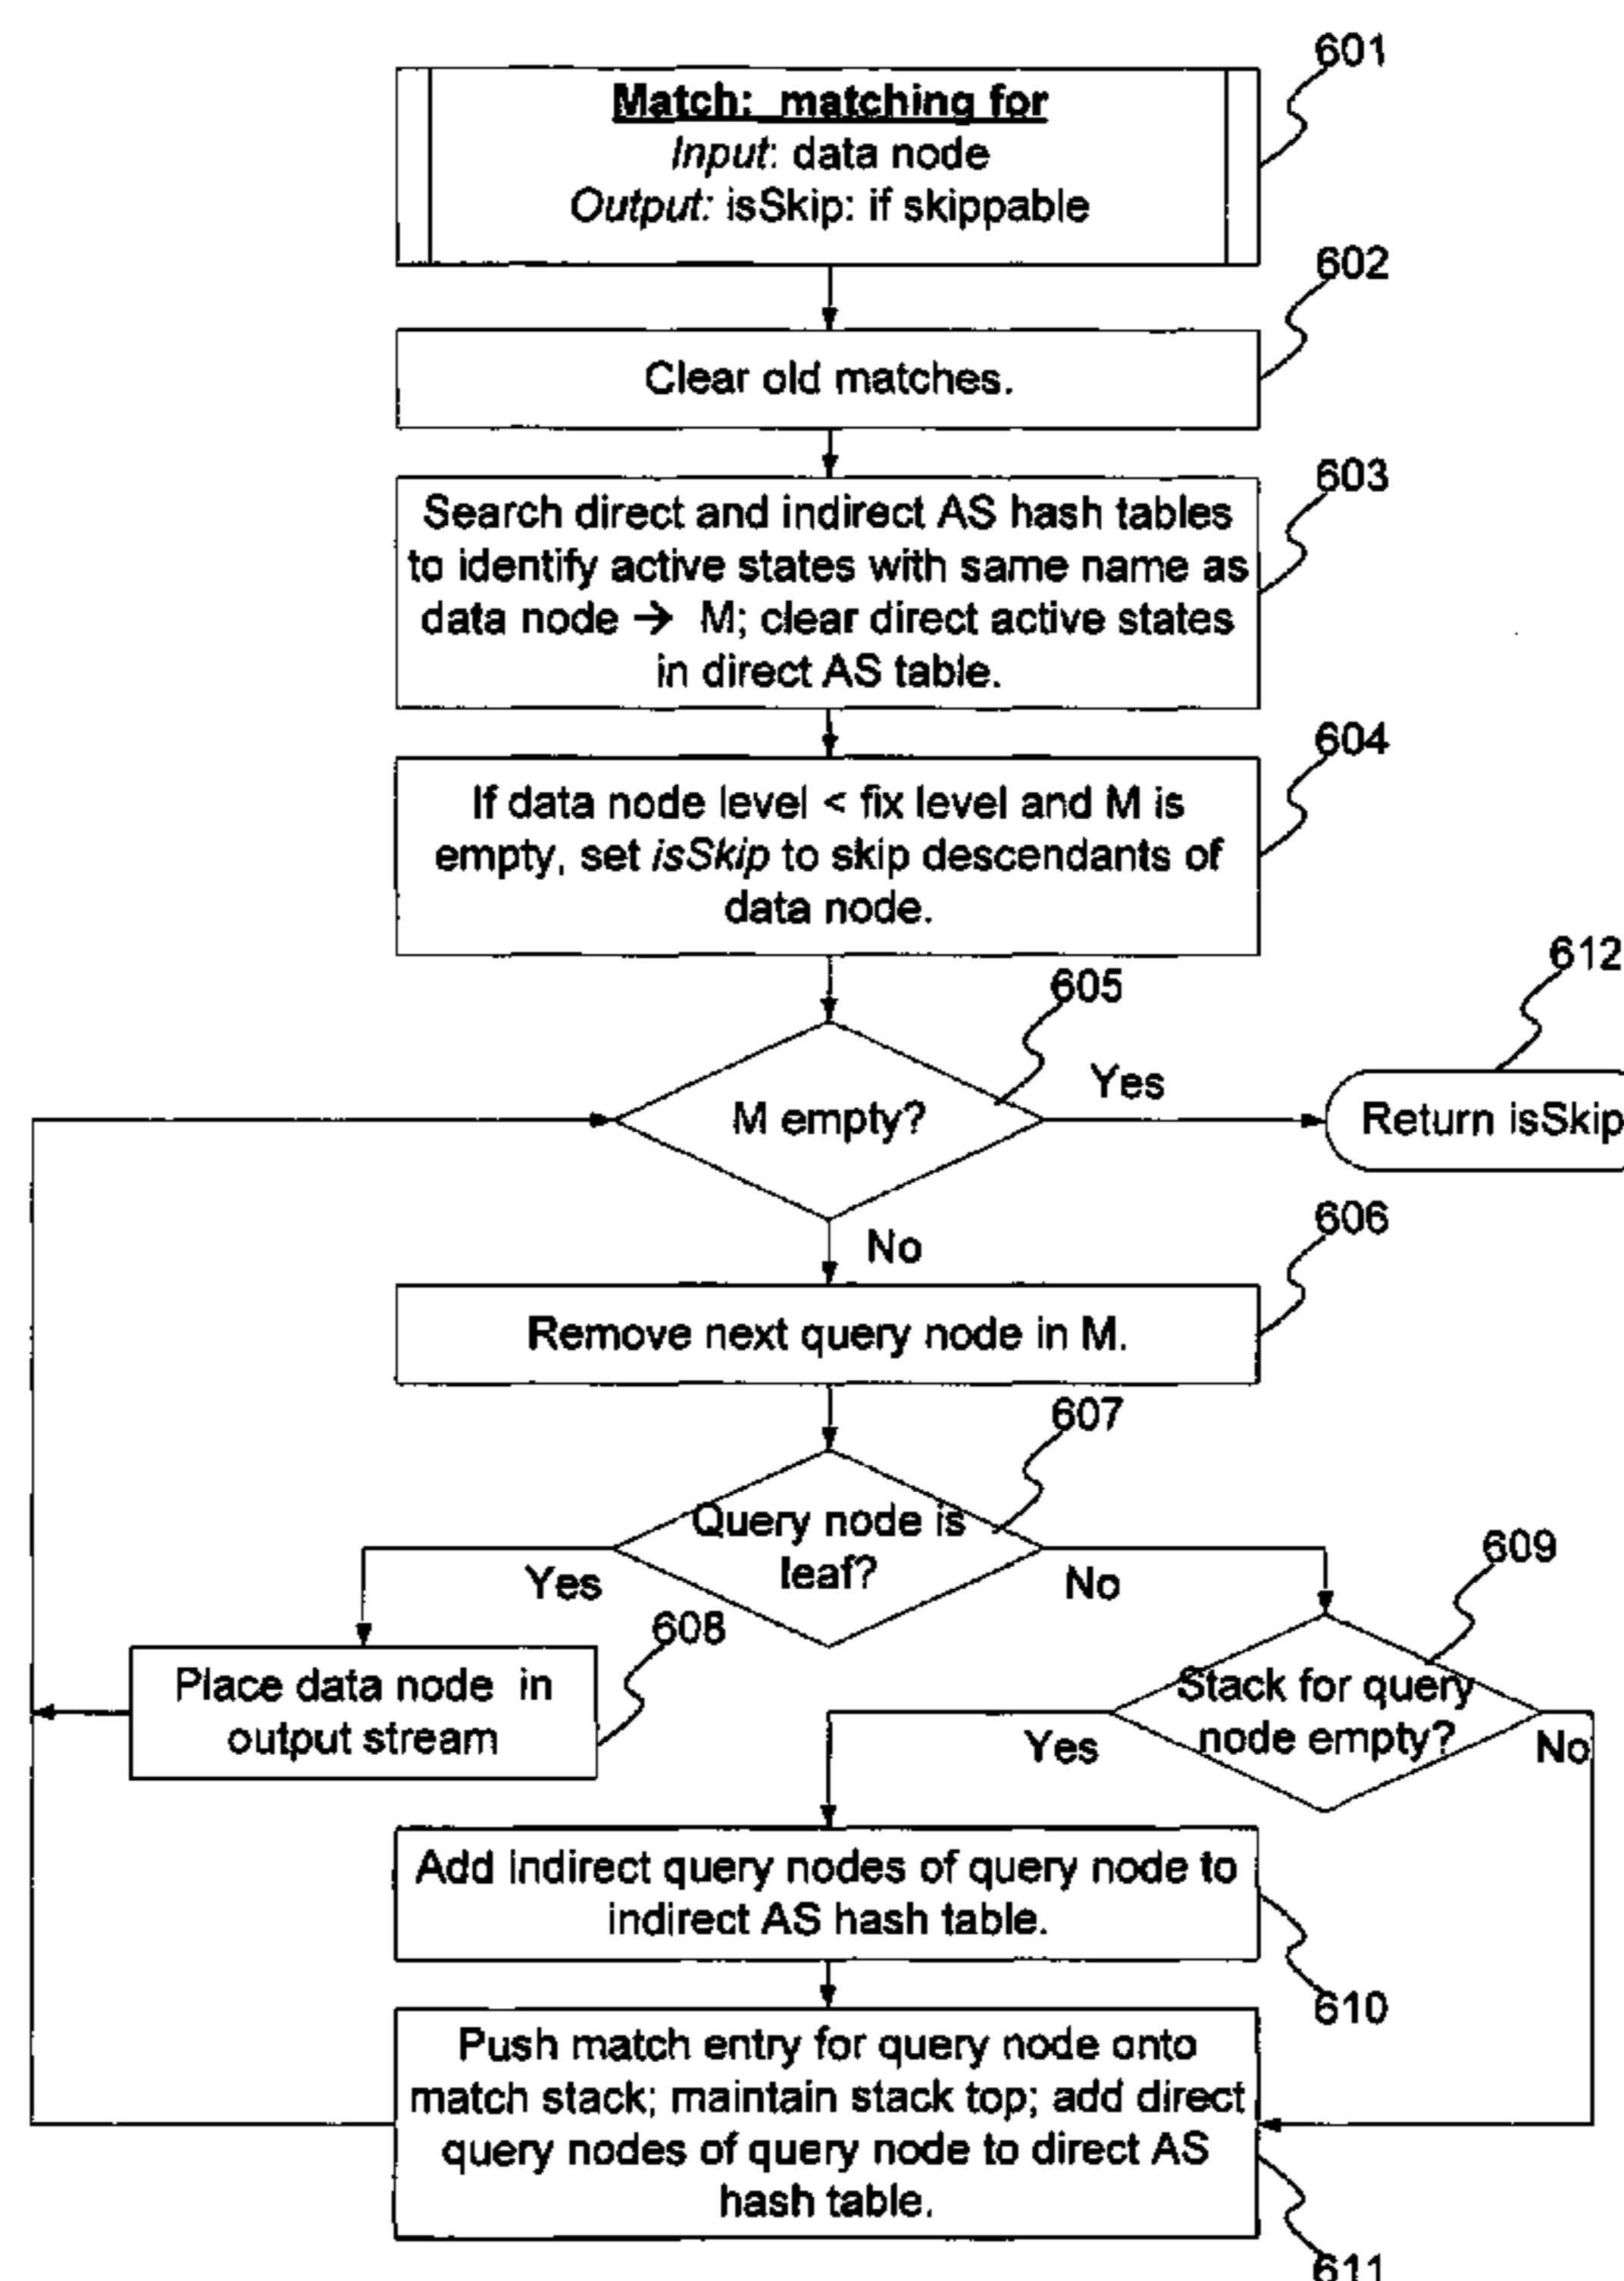 601
Match: matching for
Input: data node
Output: isSkip: if skippable
602
Clear old matches.
603
Search direct and indirect AS hash tables
to identify active states with same name as
data node → M; clear direct active states
in direct AS table.
604
If data node level < fix level and M is
empty, set isSkip to skip descendants of
data node.
612
605
Yes
M empty?
Return isSkip
606
No
Remove next query node in M.
607
Query node is
leaf?
609
Yes
No
608
Place data node in
output stream
Stack for query
node empty?
Yes
No
Add indirect query nodes of query node to
indirect AS hash table.
610
Push match entry for query node onto
match stack; maintain stack top; add direct
query nodes of query node to direct AS
hash table.
611